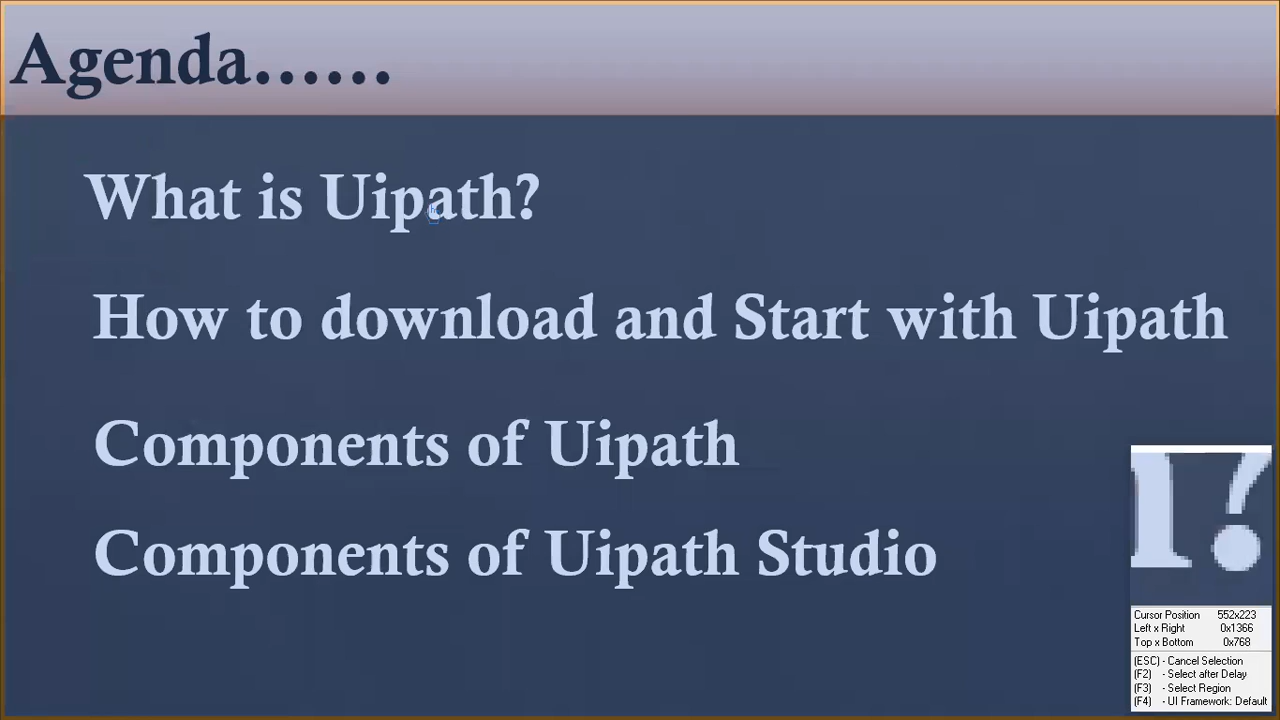 Agenda......
What is Uipath?
How to download and Start with Uipath
Components of Uipath
Components of Uipath Studio
Cursor Position 552x223
Left x Right 0x1366
Top x Bottom 0x768
(ESC) - Cancel Selection
(F2) - Select after Delay
(F3) - Select Region
(F4) - UI Framework: Default